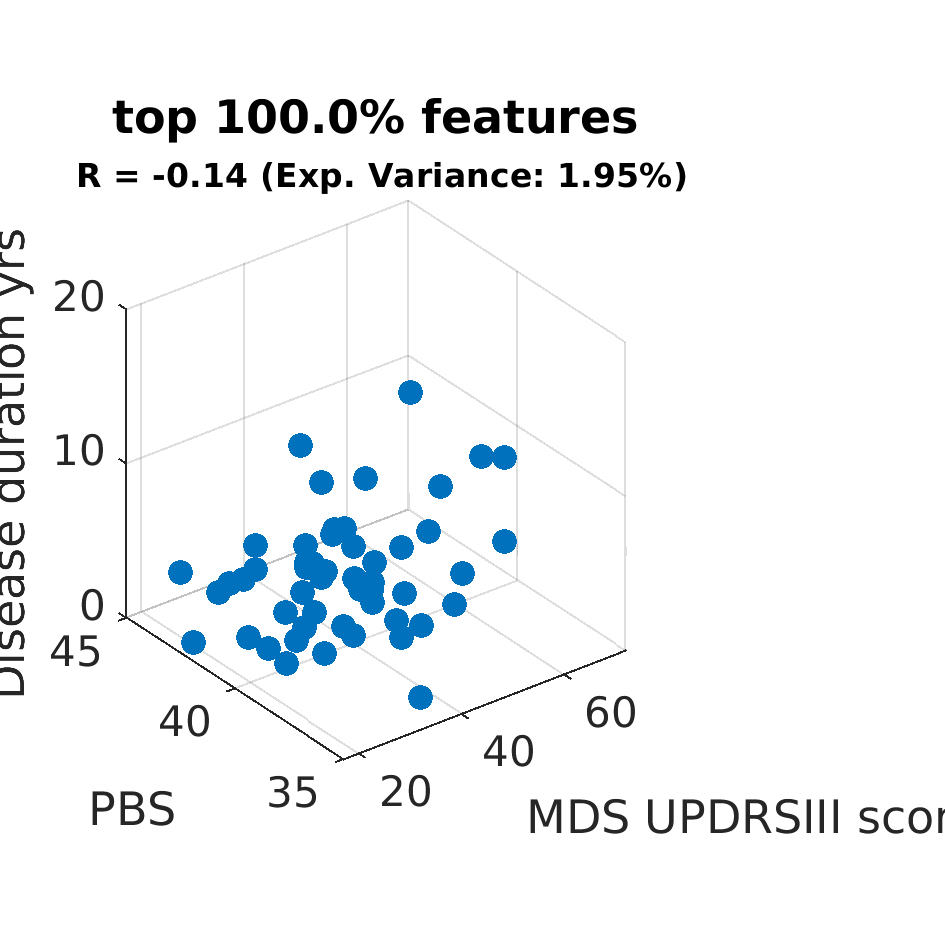 top 100.0% features
R = -0.14 (Exp. Variance: 1.95%)
Disease duration yrs
20
10
0
45
40
35
PBS
20
40
60
MDS UPDRSIII scor